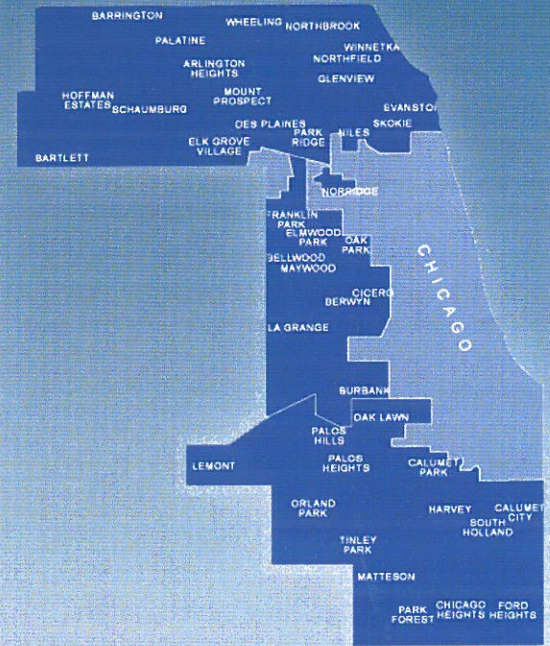 BARRINGTON
WHEELING
NORTHBROOK
PALATINE
WINNETKA
NORTHFIELD
ARLINGTON
HEIGHTS
GLENVIEW
HOFFMAN
ESTATES
SCHAUMBURG
MOUNT
PROSPECT
EVANSTON
DES PLAINES
SKOKIE
PARK
RIDGE
NILES
ELK GROVE
VILLAGE
BARTLETT
NORRIDGE
FRANKLIN
PARK
ELMWOOD
PARK
OAK
PARK
BELLWOOD
MAYWOOD
CHICAGO
CICERO
BERWYN
LA GRANGE
BURBANK
OAK LAWN
PALOS
HILLS
LEMONT
PALOS
HEIGHTS
CALUMET
PARK
ORLAND
PARK
HARVEY
CALUMET
CITY
SOUTH
HOLLAND
TINLEY
PARK
MATTESON
PARK
FOREST
CHICAGO
HEIGHTS
FORD
HEIGHTS